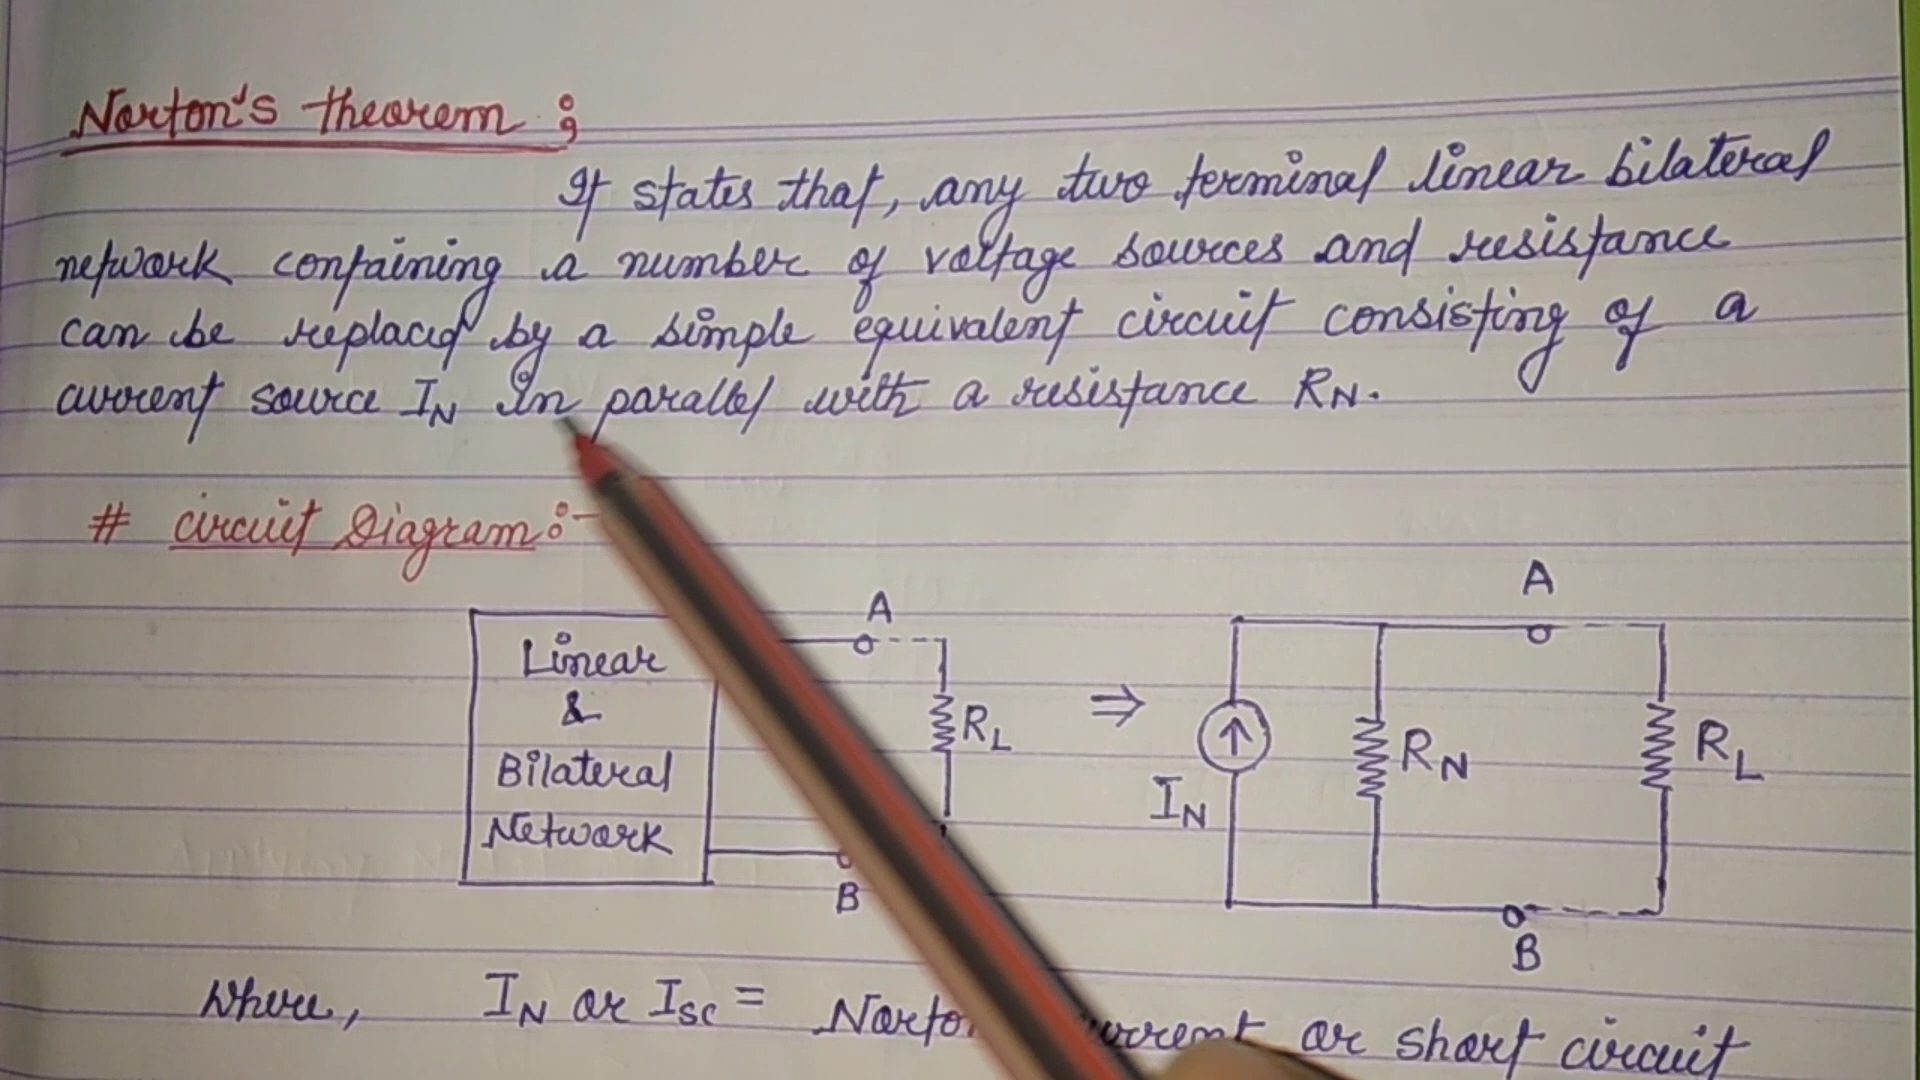 Norton's theorem :
It states that, any two terminal linear bilateral
network containing a number of voltage sources and resistance
can be replaced by a simple equivalent circuit consisting of a
current source IN in parallel with a resistance RN.
# circuit Diagram :-
A
A
Linear
&
Bilateral
Network
RL
⇒
IN
RN
RL
B
B
where, IN or Isc = or short circuit